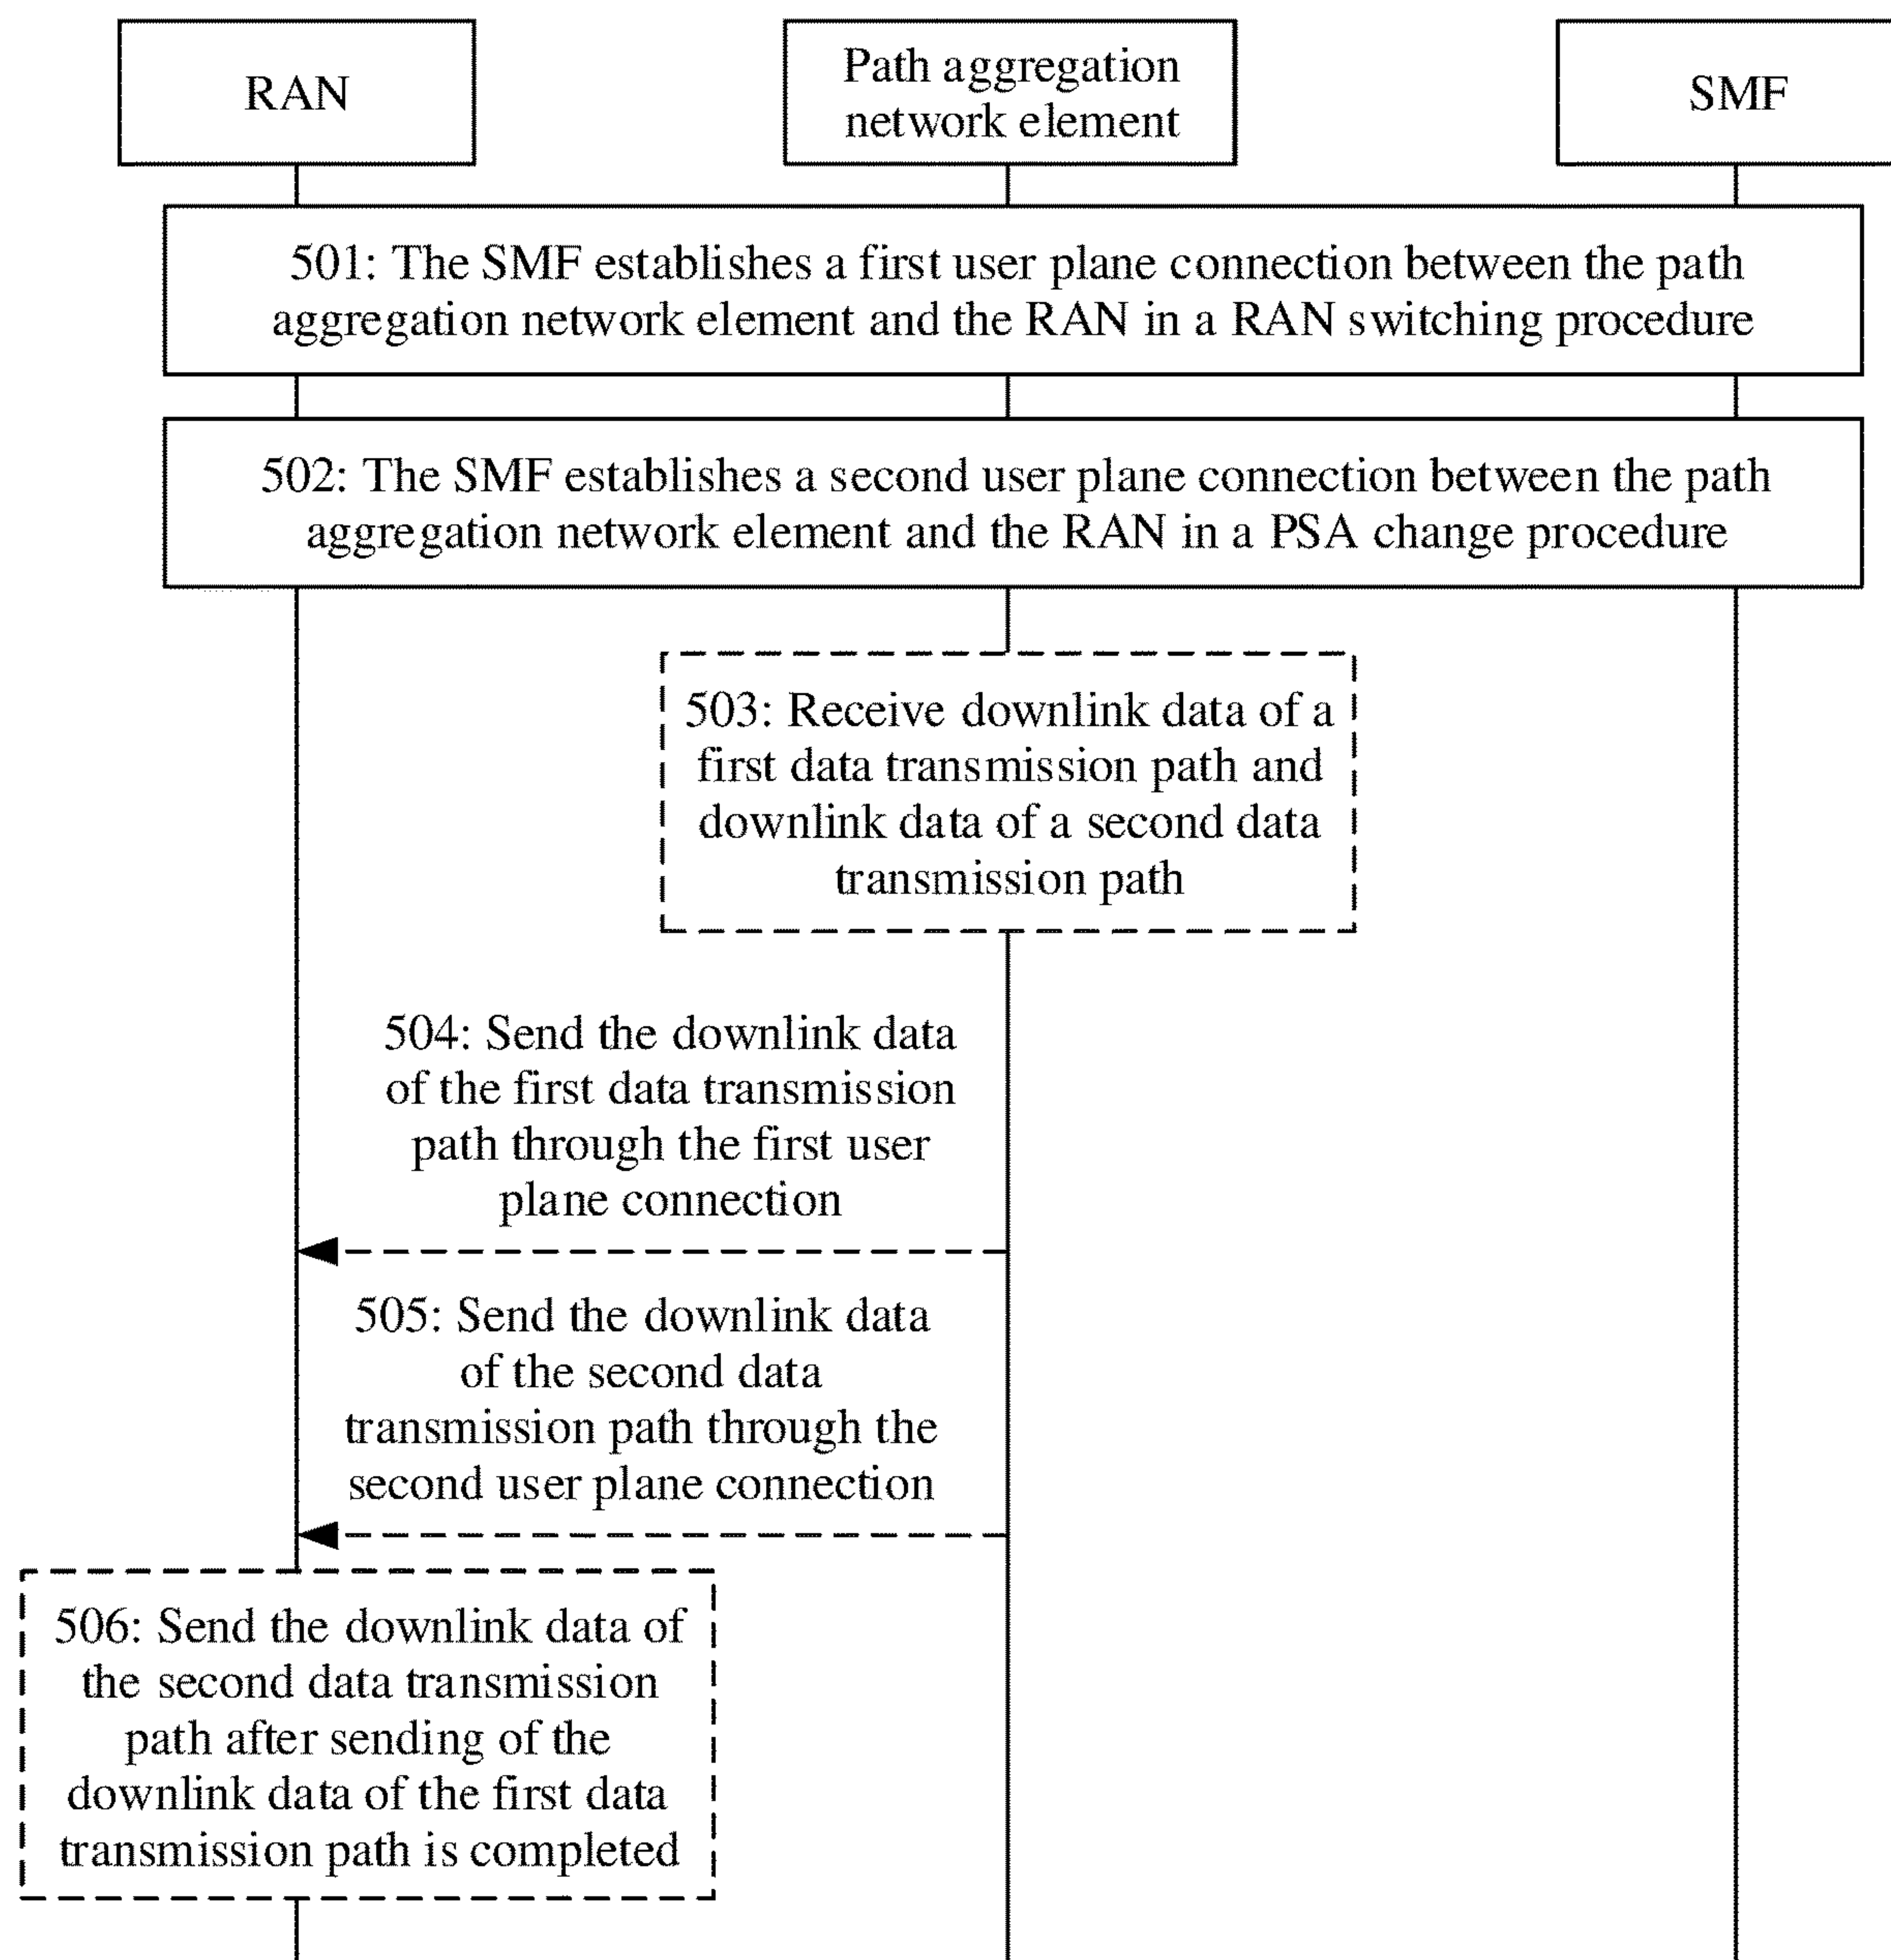 RAN
Path aggregation
network element
SMF
501: The SMF establishes a first user plane connection between the path
aggregation network element and the RAN in a RAN switching procedure
502: The SMF establishes a second user plane connection between the path
aggregation network element and the RAN in a PSA change procedure
503: Receive downlink data of a
first data transmission path and
downlink data of a second data
transmission path
504: Send the downlink data
of the first data transmission
path through the first user
plane connection
505: Send the downlink data
of the second data
transmission path through the
second user plane connection
506: Send the downlink data of
the second data transmission
path after sending of the
downlink data of the first data
transmission path is completed